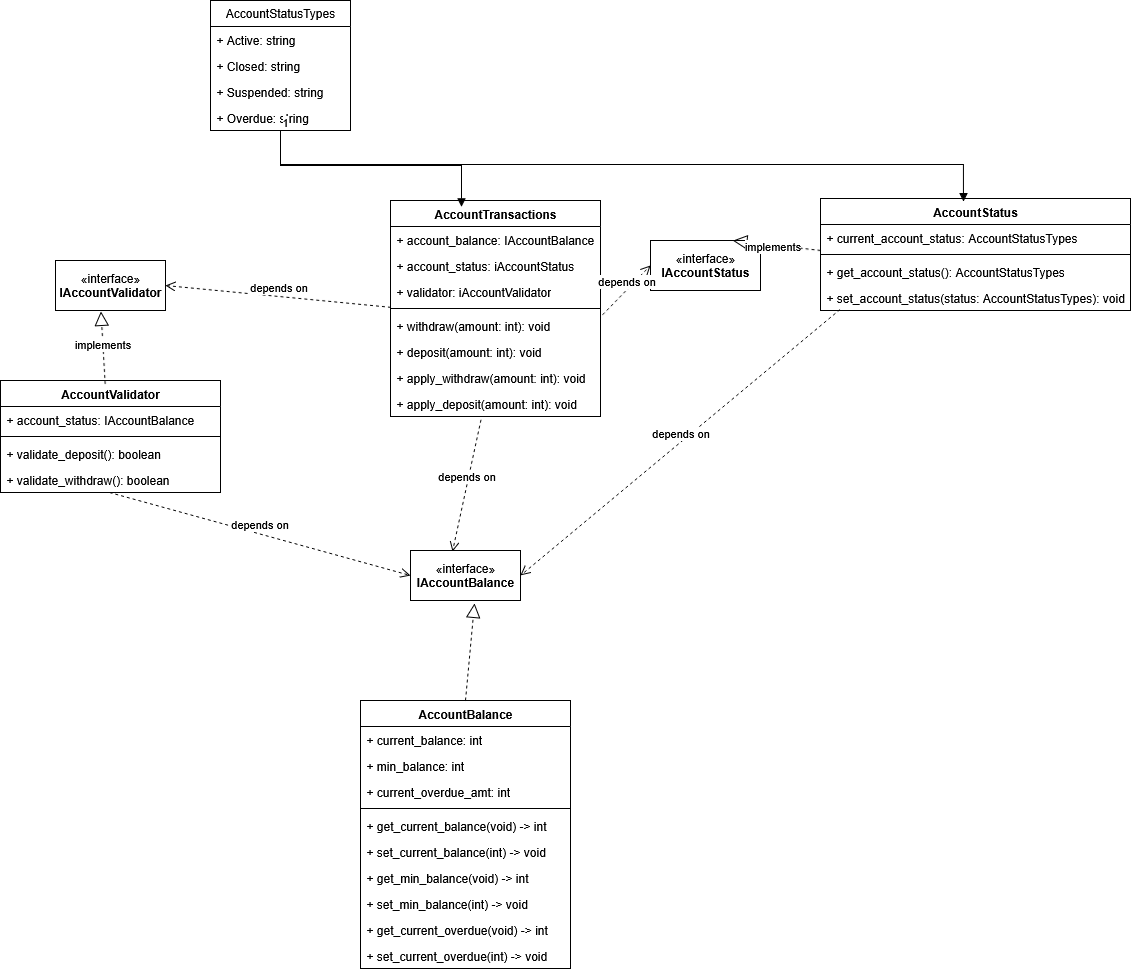 AccountStatusTypes
+ Active: string
+ Closed: string
+ Suspended: string
+ Overdue: string
1
AccountTransactions
+ account_balance: IAccountBalance
+ account_status: iAccountStatus
+ validator: iAccountValidator
+ withdraw(amount: int): void
+ deposit(amount: int): void
+ apply_withdraw(amount: int): void
+ apply_deposit(amount: int): void
«interface»
IAccountStatus
implements
depends on
AccountStatus
+ current_account_status: AccountStatusTypes
+ get_account_status(): AccountStatusTypes
+ set_account_status(status: AccountStatusTypes): void
«interface»
IAccountValidator
depends on
implements
AccountValidator
+ account_status: IAccountBalance
+ validate_deposit(): boolean
+ validate_withdraw(): boolean
depends on
depends on
depends on
«interface»
IAccountBalance
AccountBalance
+ current_balance: int
+ min_balance: int
+ current_overdue_amt: int
+ get_current_balance(void) -> int
+ set_current_balance(int) -> void
+ get_min_balance(void) -> int
+ set_min_balance(int) -> void
+ get_current_overdue(void) -> int
+ set_current_overdue(int) -> void